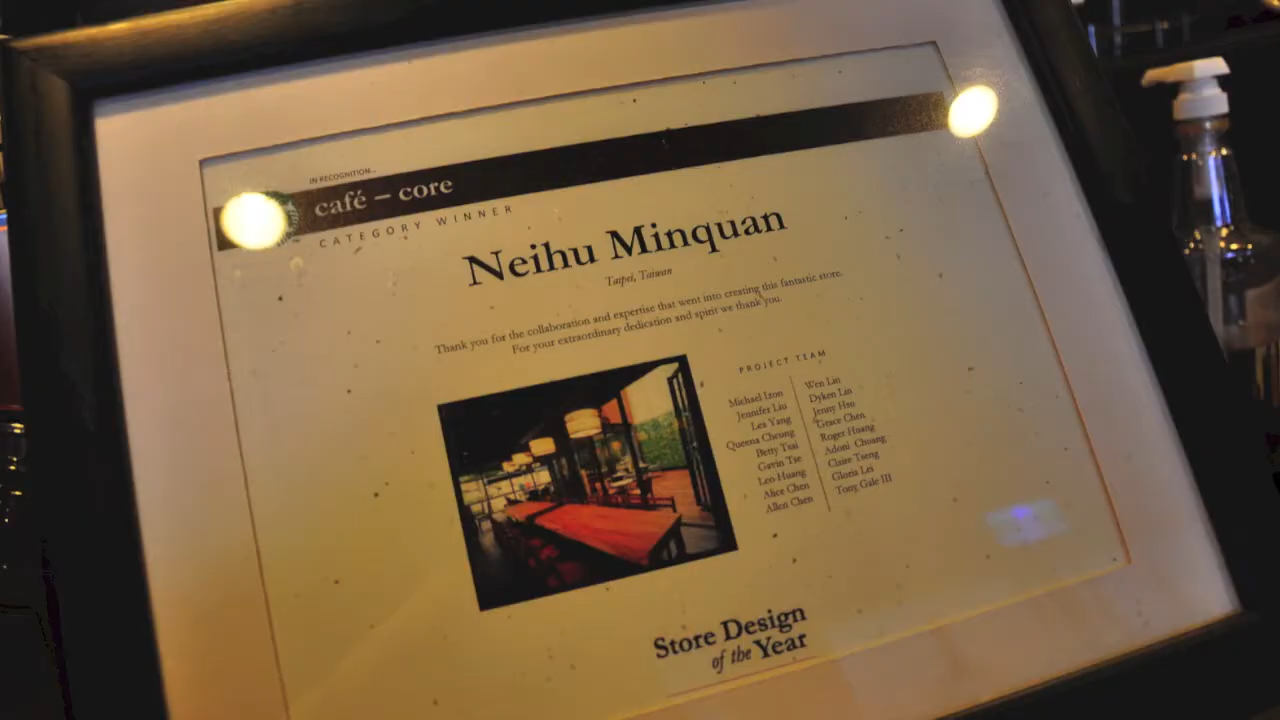 IN RECOGNITION...
café – core
CATEGORY WINNER
Neihu Minquan
Taipei, Taiwan
Thank you for the collaboration and expertise that went into creating this fantastic store.
For your extraordinary dedication and spirit we thank you.
PROJECT TEAM
Michael Izon
Jennifer Liu
Lea Yang
Queena Cheung
Betty Tsai
Gavin Tse
Leo Huang
Alice Chen
Allen Chen
Wen Lin
Dyken Lin
Jenny Hsu
Grace Chen
Roger Huang
Adoni Chuang
Claire Tseng
Gloria Lei
Tony Gale III
Store Design
of the Year